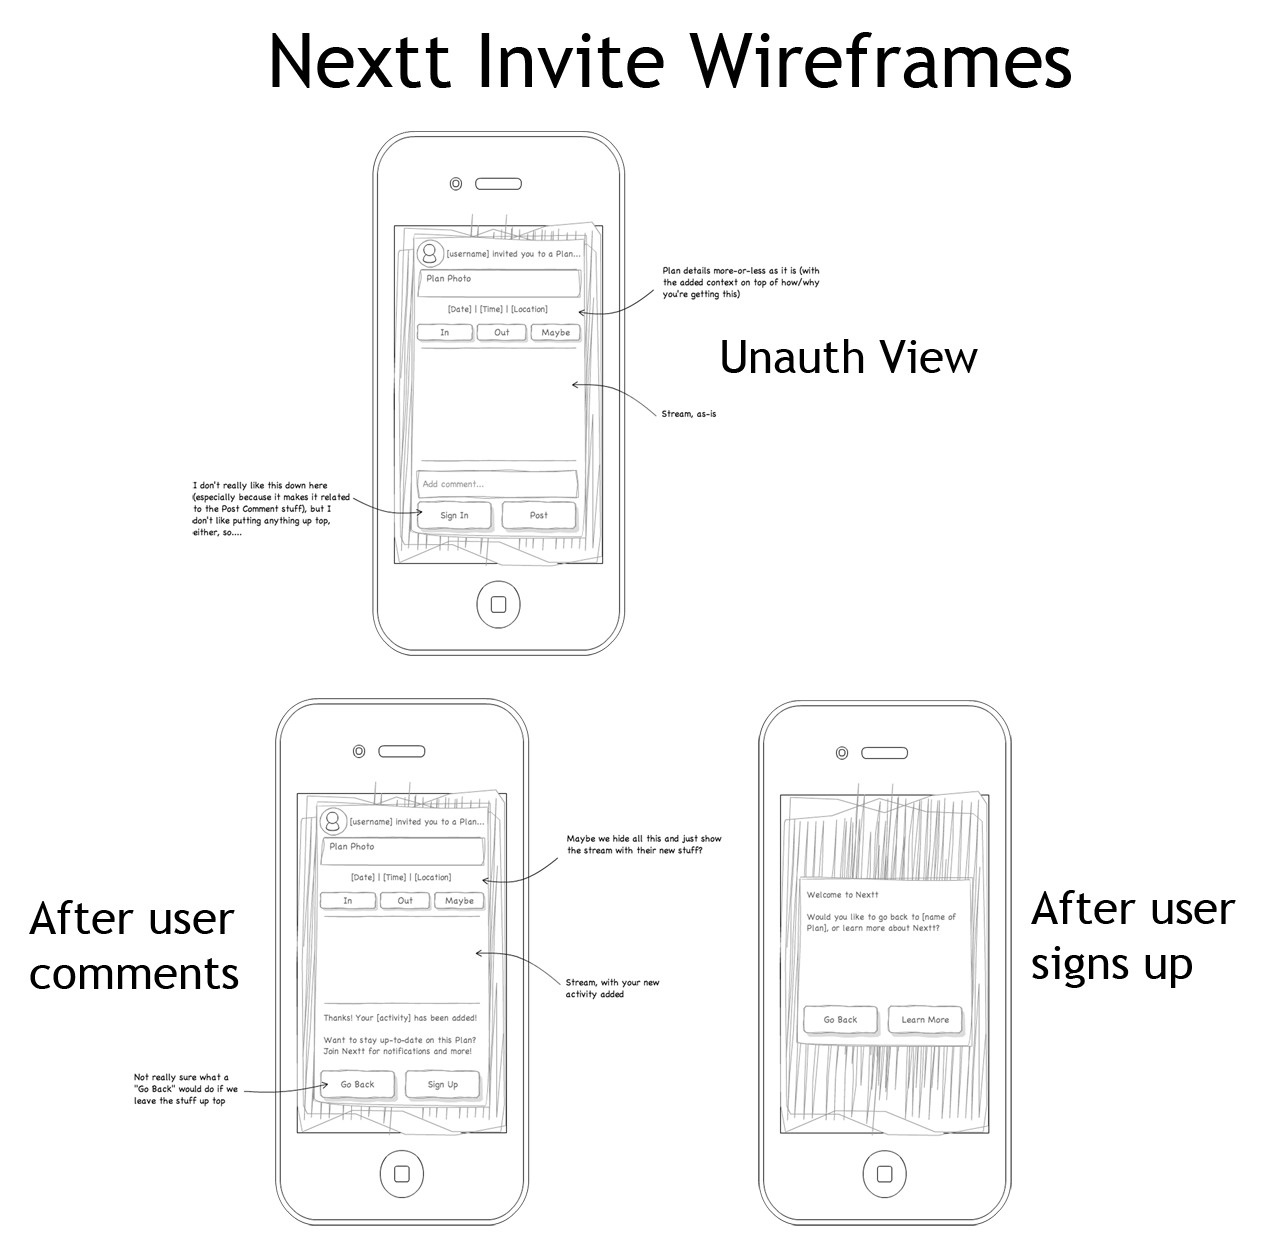 Nextt Invite Wireframes
[username] invited you to a Plan...
Plan Photo
[Date] | [Time] | [Location]
In
Out
Maybe
Plan details more-or-less as it is (with
the added context on top of how/why
you're getting this)
Unauth View
Stream, as-is
I don't really like this down here
(especially because it makes it related
to the Post Comment stuff), but I
don't like putting anything up top,
either, so....
Add comment...
Sign In
Post
After user
comments
[username] invited you to a Plan...
Plan Photo
[Date] | [Time] | [Location]
In
Out
Maybe
Maybe we hide all this and just show
the stream with their new stuff?
Stream, with your new
activity added
Thanks! Your [activity] has been added!
Want to stay up-to-date on this Plan?
Join Nextt for notifications and more!
Not really sure what a
"Go Back" would do if we
leave the stuff up top
Go Back
Sign Up
Welcome to Nextt
Would you like to go back to [name of
Plan], or learn more about Nextt?
Go Back
Learn More
After user
signs up